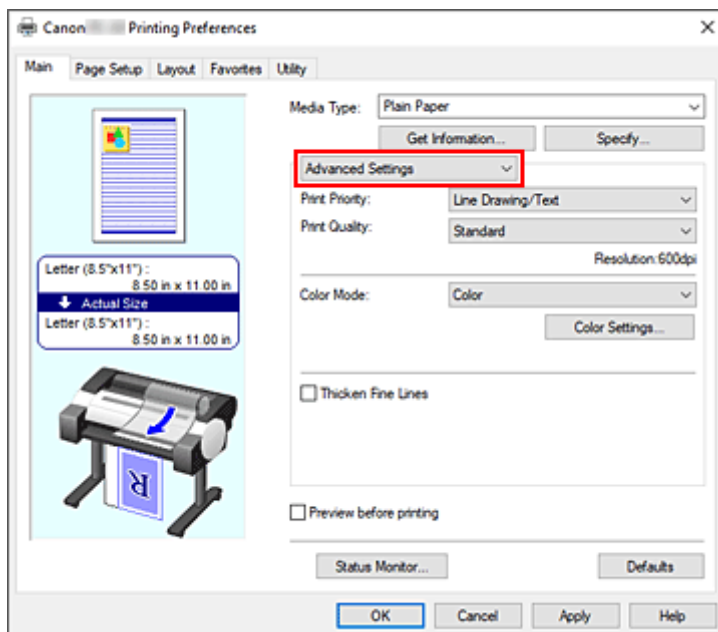 Canon Printing Preferences
Main Page Setup Layout Favorites Utility
Media Type: Plain Paper
Get Information... Specify...
Advanced Settings
Print Priority: Line Drawing/Text
Print Quality: Standard
Resolution:600dpi
Color Mode: Color
Color Settings...
Thicken Fine Lines
Letter (8.5"x11") :
8.50 in x 11.00 in
Actual Size
Letter (8.5"x11") :
8.50 in x 11.00 in
R
Preview before printing
Status Monitor... Defaults
OK Cancel Apply Help